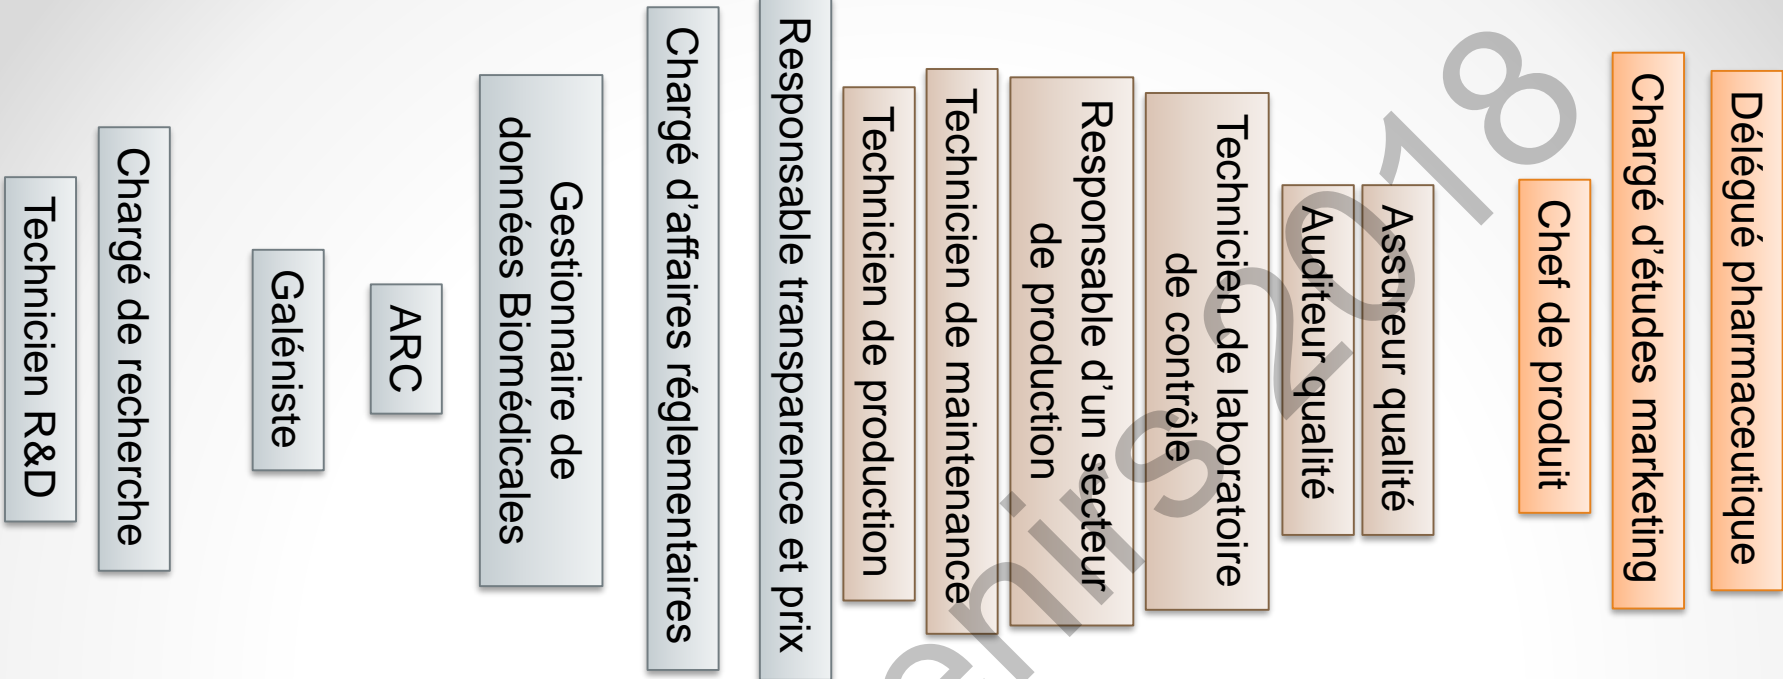 Technicien R&D
Chargé de recherche
Galéniste
ARC
Gestionnaire de
données Biomédicales
Chargé d'affaires réglementaires
Responsable transparence et prix
Technicien de production
Technicien de maintenance
Responsable d'un secteur
de production
Technicien de laboratoire
de contrôle
Auditeur qualité
Assureur qualité
Chef de produit
Chargé d'études marketing
Délégué pharmaceutique
2018